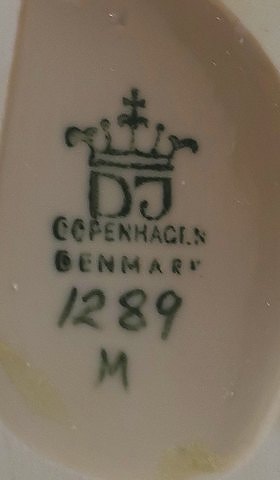 DJ
COPENHAGEN
DENMARK
1289
M